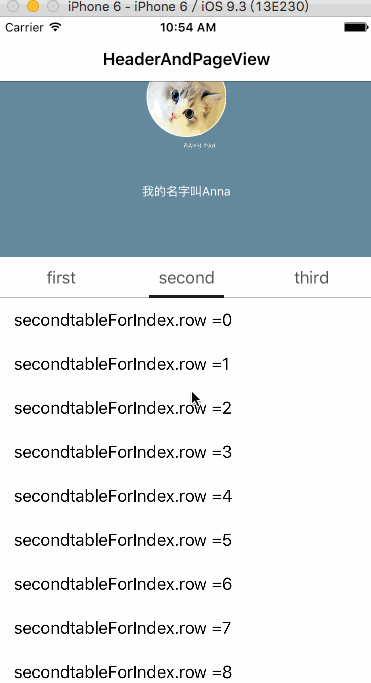 iPhone 6 - iPhone 6 / iOS 9.3 (13E230)
Carrier 10:54 AM
HeaderAndPageView
我的名字叫Anna
first second third
secondtableForIndex.row =0
secondtableForIndex.row =1
secondtableForIndex.row =2
secondtableForIndex.row =3
secondtableForIndex.row =4
secondtableForIndex.row =5
secondtableForIndex.row =6
secondtableForIndex.row =7
secondtableForIndex.row =8